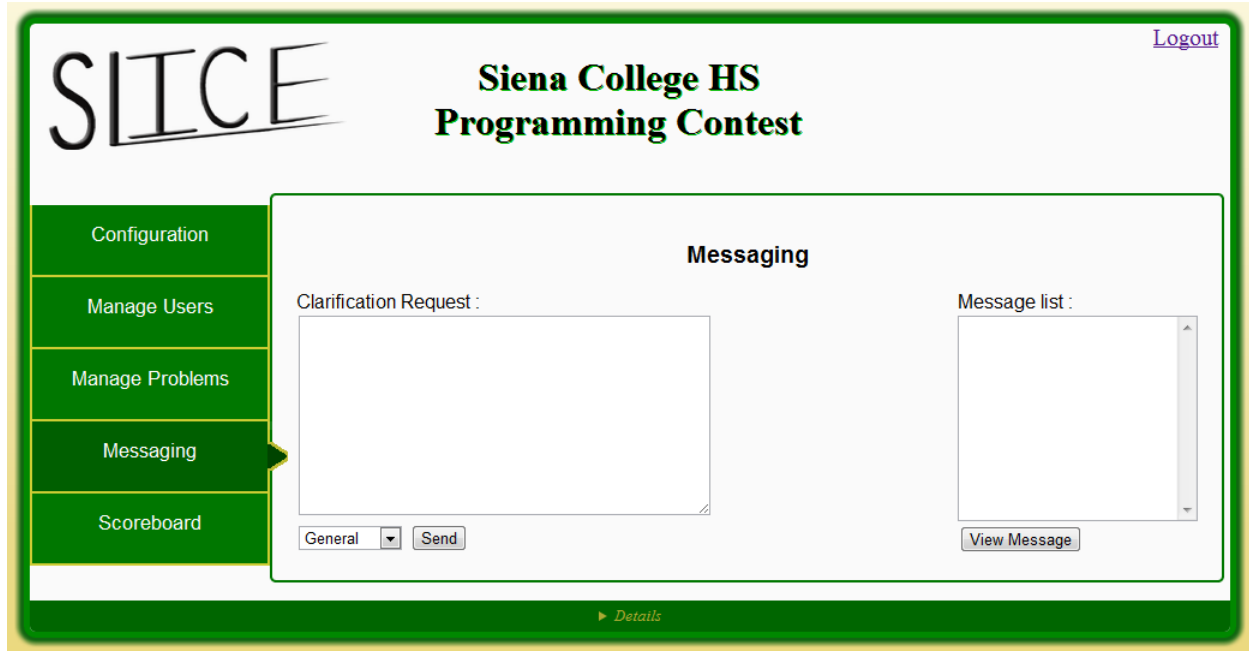 SLICE
Logout
Siena College HS
Programming Contest
Configuration
Manage Users
Manage Problems
Messaging
Scoreboard
Messaging
Clarification Request :
Message list :
General
Send
View Message
Details